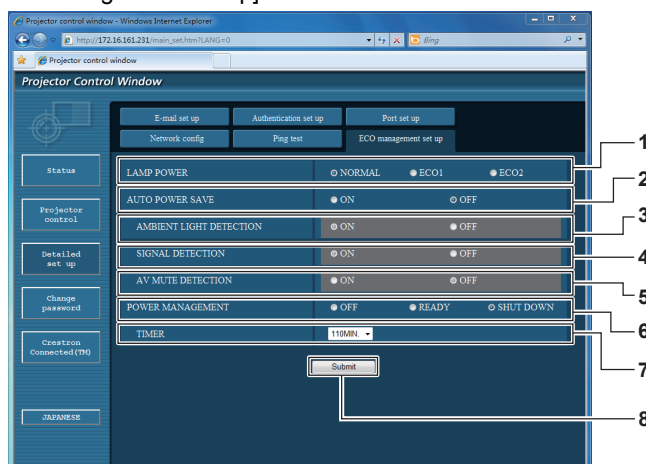 Projector control window - Windows Internet Explorer
http://172.16.161.231/main_set.htm?LANG=0
Bing
Projector control window
Projector Control Window
E-mail set up
Authentication set up
Port set up
Network config
Ping test
ECO management set up
Status
Projector control
Detailed set up
Change password
Crestron Connected(TM)
JAPANESE
LAMP POWER NORMAL ECO1 ECO2
1
AUTO POWER SAVE ON OFF
2
AMBIENT LIGHT DETECTION ON OFF
3
SIGNAL DETECTION ON OFF
4
AV MUTE DETECTION ON OFF
5
POWER MANAGEMENT OFF READY SHUT DOWN
6
TIMER 110MIN.
7
Submit
8